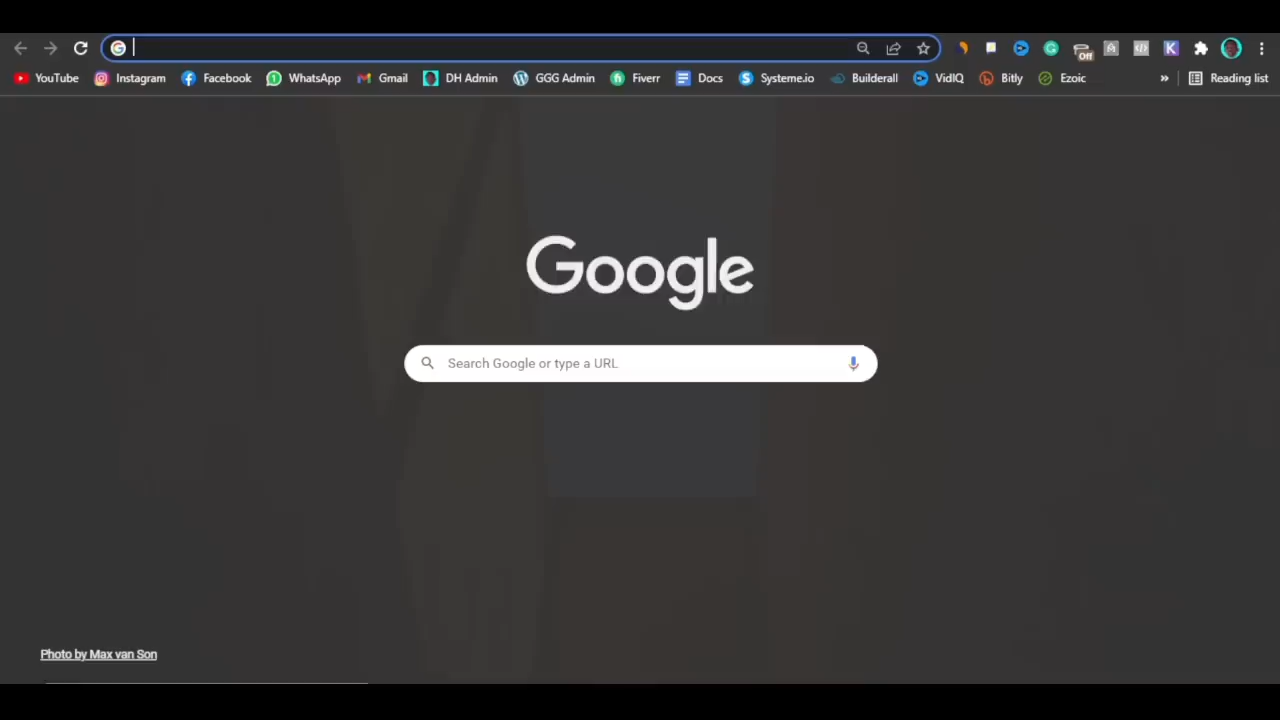 Off
YouTube Instagram Facebook WhatsApp Gmail DH Admin GGG Admin Fiverr Docs Systeme.io Builderall VidIQ Bitly Ezoic » Reading list
Google
Search Google or type a URL
Photo by Max van Son